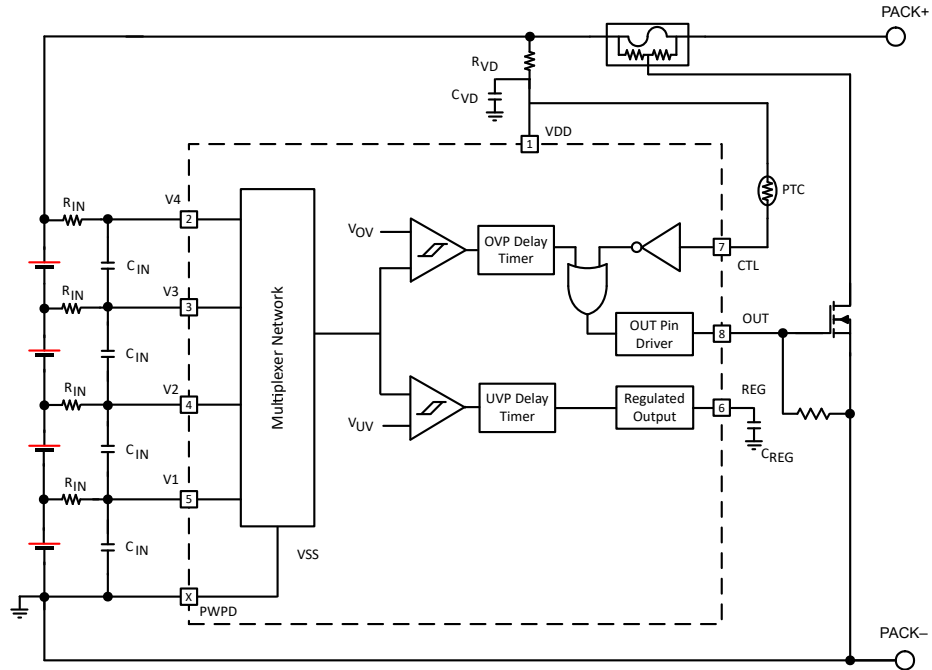 PACK+
RVD
CVD
VDD
1
PTC
RIN
V4
2
VOV
OVP Delay
Timer
7
CTL
CIN
RIN
V3
3
Multiplexer Network
OUT Pin
Driver
8
OUT
CIN
RIN
V2
4
UVP Delay
Timer
Regulated
Output
REG
6
VUV
CREG
CIN
RIN
V1
5
CIN
VSS
X
PWPD
PACK–